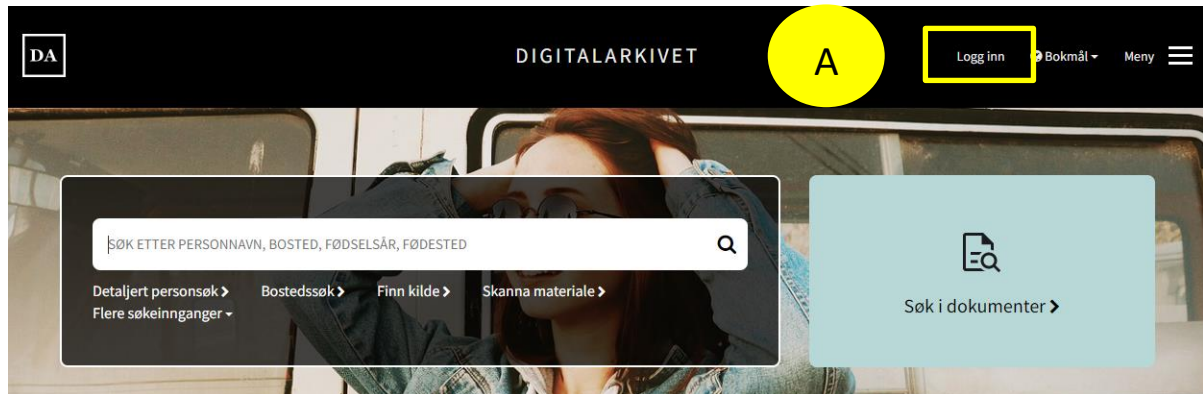 DA
DIGITALARKIVET
A
Logg inn
Bokmål
Meny
SØK ETTER PERSONNAVN, BOSTED, FØDSELSÅR, FØDESTED
Detaljert personsøk
Bostedssøk
Finn kilde
Skanna materiale
Flere søkeinnganger
Søk i dokumenter